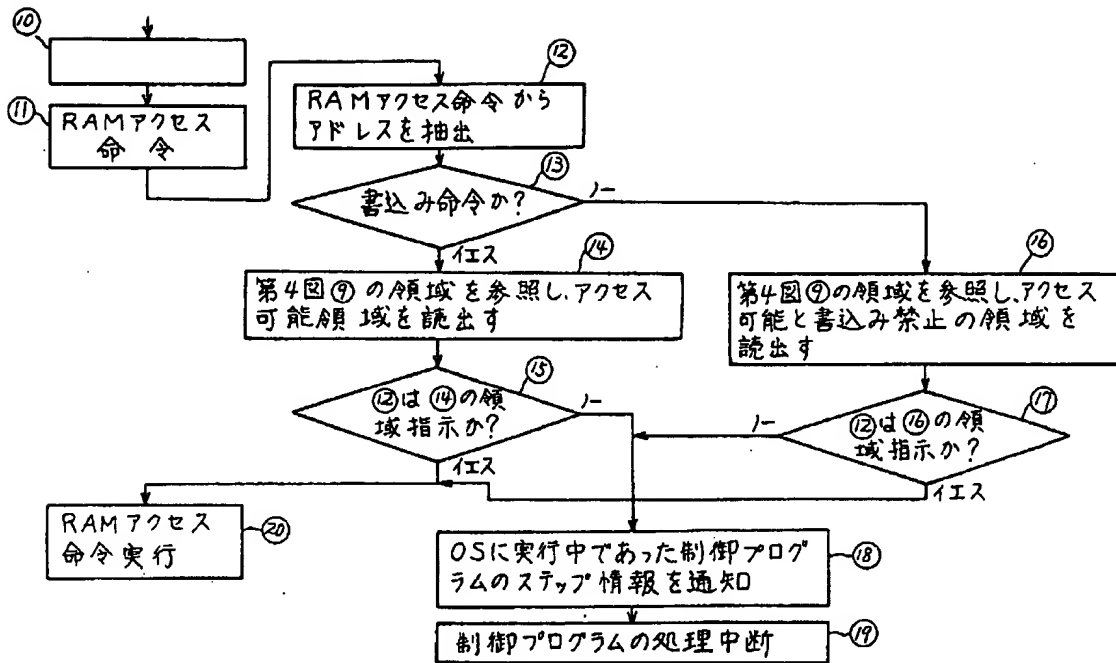 ⑩
⑪
RAMアクセス
命令
⑫
RAMアクセス命令から
アドレスを抽出
⑬
書込み命令か?
ノー
イエス
⑭
第4図⑨の領域を参照し、アクセス
可能領域を読出す
⑯
第4図⑨の領域を参照し、アクセス
可能と書込み禁止の領域を
読出す
⑮
⑫は⑭の領
域指示か?
ノー
イエス
⑰
⑫は⑯の領
域指示か?
ノー
イエス
RAMアクセス
命令実行
⑳
OSに実行中であった制御プログ
ラムのステップ情報を通知
⑱
制御プログラムの処理中断
⑲